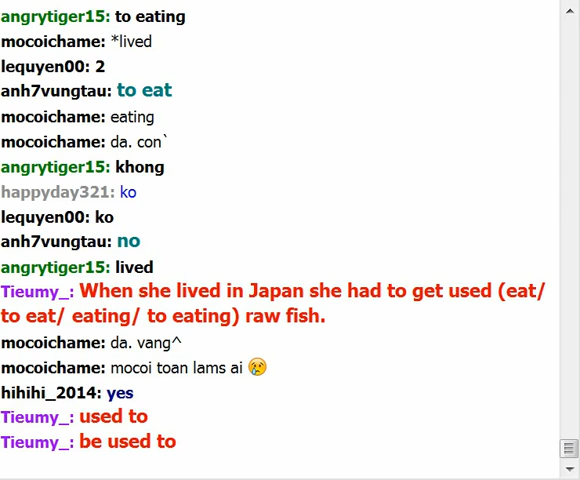 angrytiger15: to eating
mocoichame: *lived
lequyen00: 2
anh7vungtau: to eat
mocoichame: eating
mocoichame: da. con`
angrytiger15: khong
happyday321: ko
lequyen00: ko
anh7vungtau: no
angrytiger15: lived
Tieumy_: When she lived in Japan she had to get used (eat/
to eat/ eating/ to eating) raw fish.
mocoichame: da. vang^
mocoichame: mocoi toan lams ai 😢
hihihi_2014: yes
Tieumy_: used to
Tieumy_: be used to